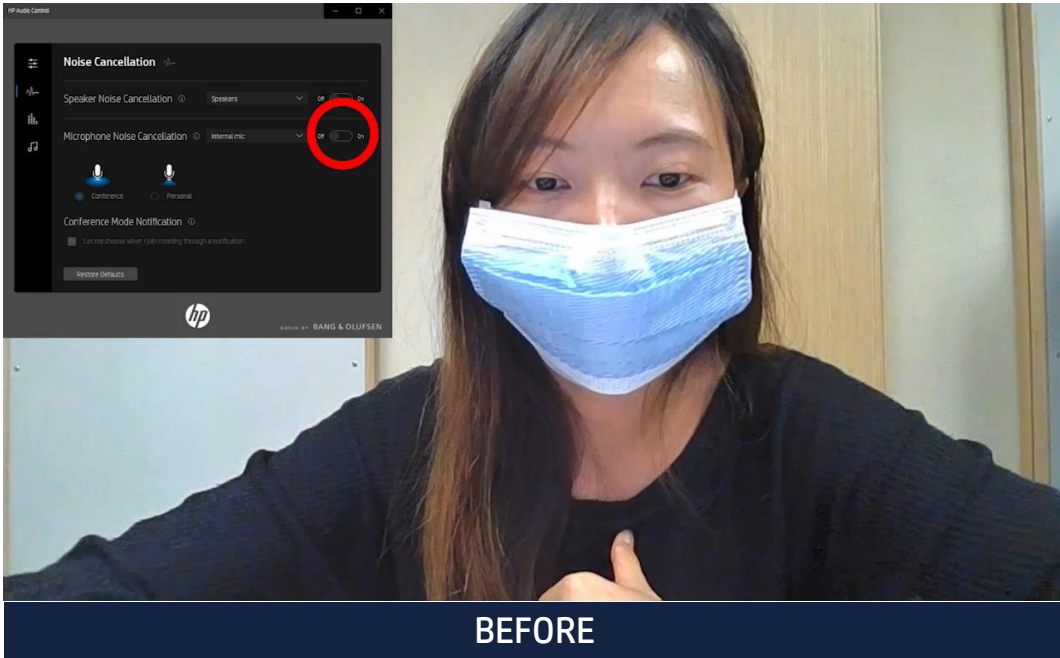 HP Audio Control
Noise Cancellation
Speaker Noise Cancellation Speakers Off On
Microphone Noise Cancellation Internal mic Off On
Conference Personal
Conference Mode Notification
Let me choose when I join meeting through a notification
Restore Defaults
hp
AUDIO BY BANG & OLUFSEN
BEFORE